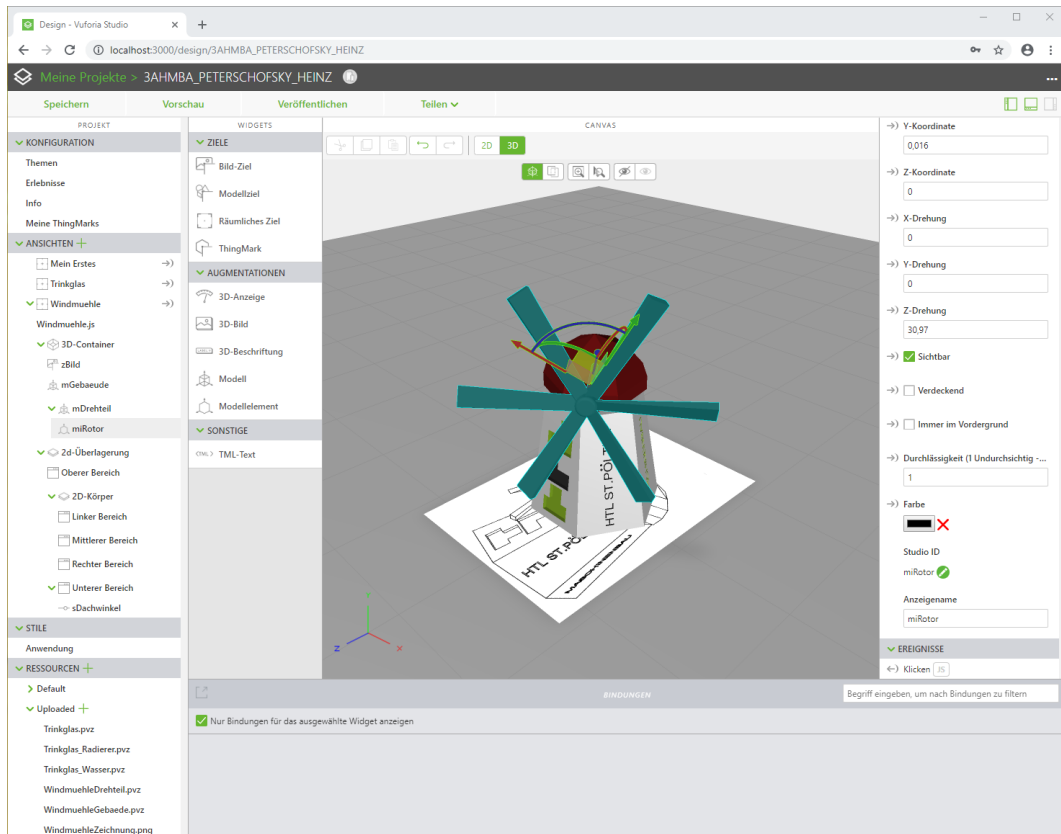 Design - Vuforia Studio
localhost:3000/design/3AHMBA_PETERSCHOFSKY_HEINZ
Meine Projekte > 3AHMBA_PETERSCHOFSKY_HEINZ
Speichern
Vorschau
Veröffentlichen
Teilen
PROJEKT
KONFIGURATION
Themen
Erlebnisse
Info
Meine ThingMarks
ANSICHTEN
Mein Erstes
Trinkglas
Windmuehle
Windmuehle.js
3D-Container
zBild
mGebaeude
mDrehteil
miRotor
2d-Überlagerung
Oberer Bereich
2D-Körper
Linker Bereich
Mittlerer Bereich
Rechter Bereich
Unterer Bereich
sDachwinkel
STILE
Anwendung
RESSOURCEN
Default
Uploaded
Trinkglas.pvz
Trinkglas_Radierer.pvz
Trinkglas_Wasser.pvz
WindmuehleDrehteil.pvz
WindmuehleGebaede.pvz
WindmuehleZeichnung.png
WIDGETS
ZIELE
Bild-Ziel
Modellziel
Räumliches Ziel
ThingMark
AUGMENTATIONEN
3D-Anzeige
3D-Bild
3D-Beschriftung
Modell
Modellelement
SONSTIGE
TML-Text
CANVAS
2D
3D
HTL ST.PÖLT
HTL ST.PÖL
Y
Z
X
Y-Koordinate
0,016
Z-Koordinate
0
X-Drehung
0
Y-Drehung
0
Z-Drehung
30,97
Sichtbar
Verdeckend
Immer im Vordergrund
Durchlässigkeit (1 Undurchsichtig -...
1
Farbe
Studio ID
miRotor
Anzeigename
miRotor
EREIGNISSE
Klicken JS
BINDUNGEN
Begriff eingeben, um nach Bindungen zu filtern
Nur Bindungen für das ausgewählte Widget anzeigen